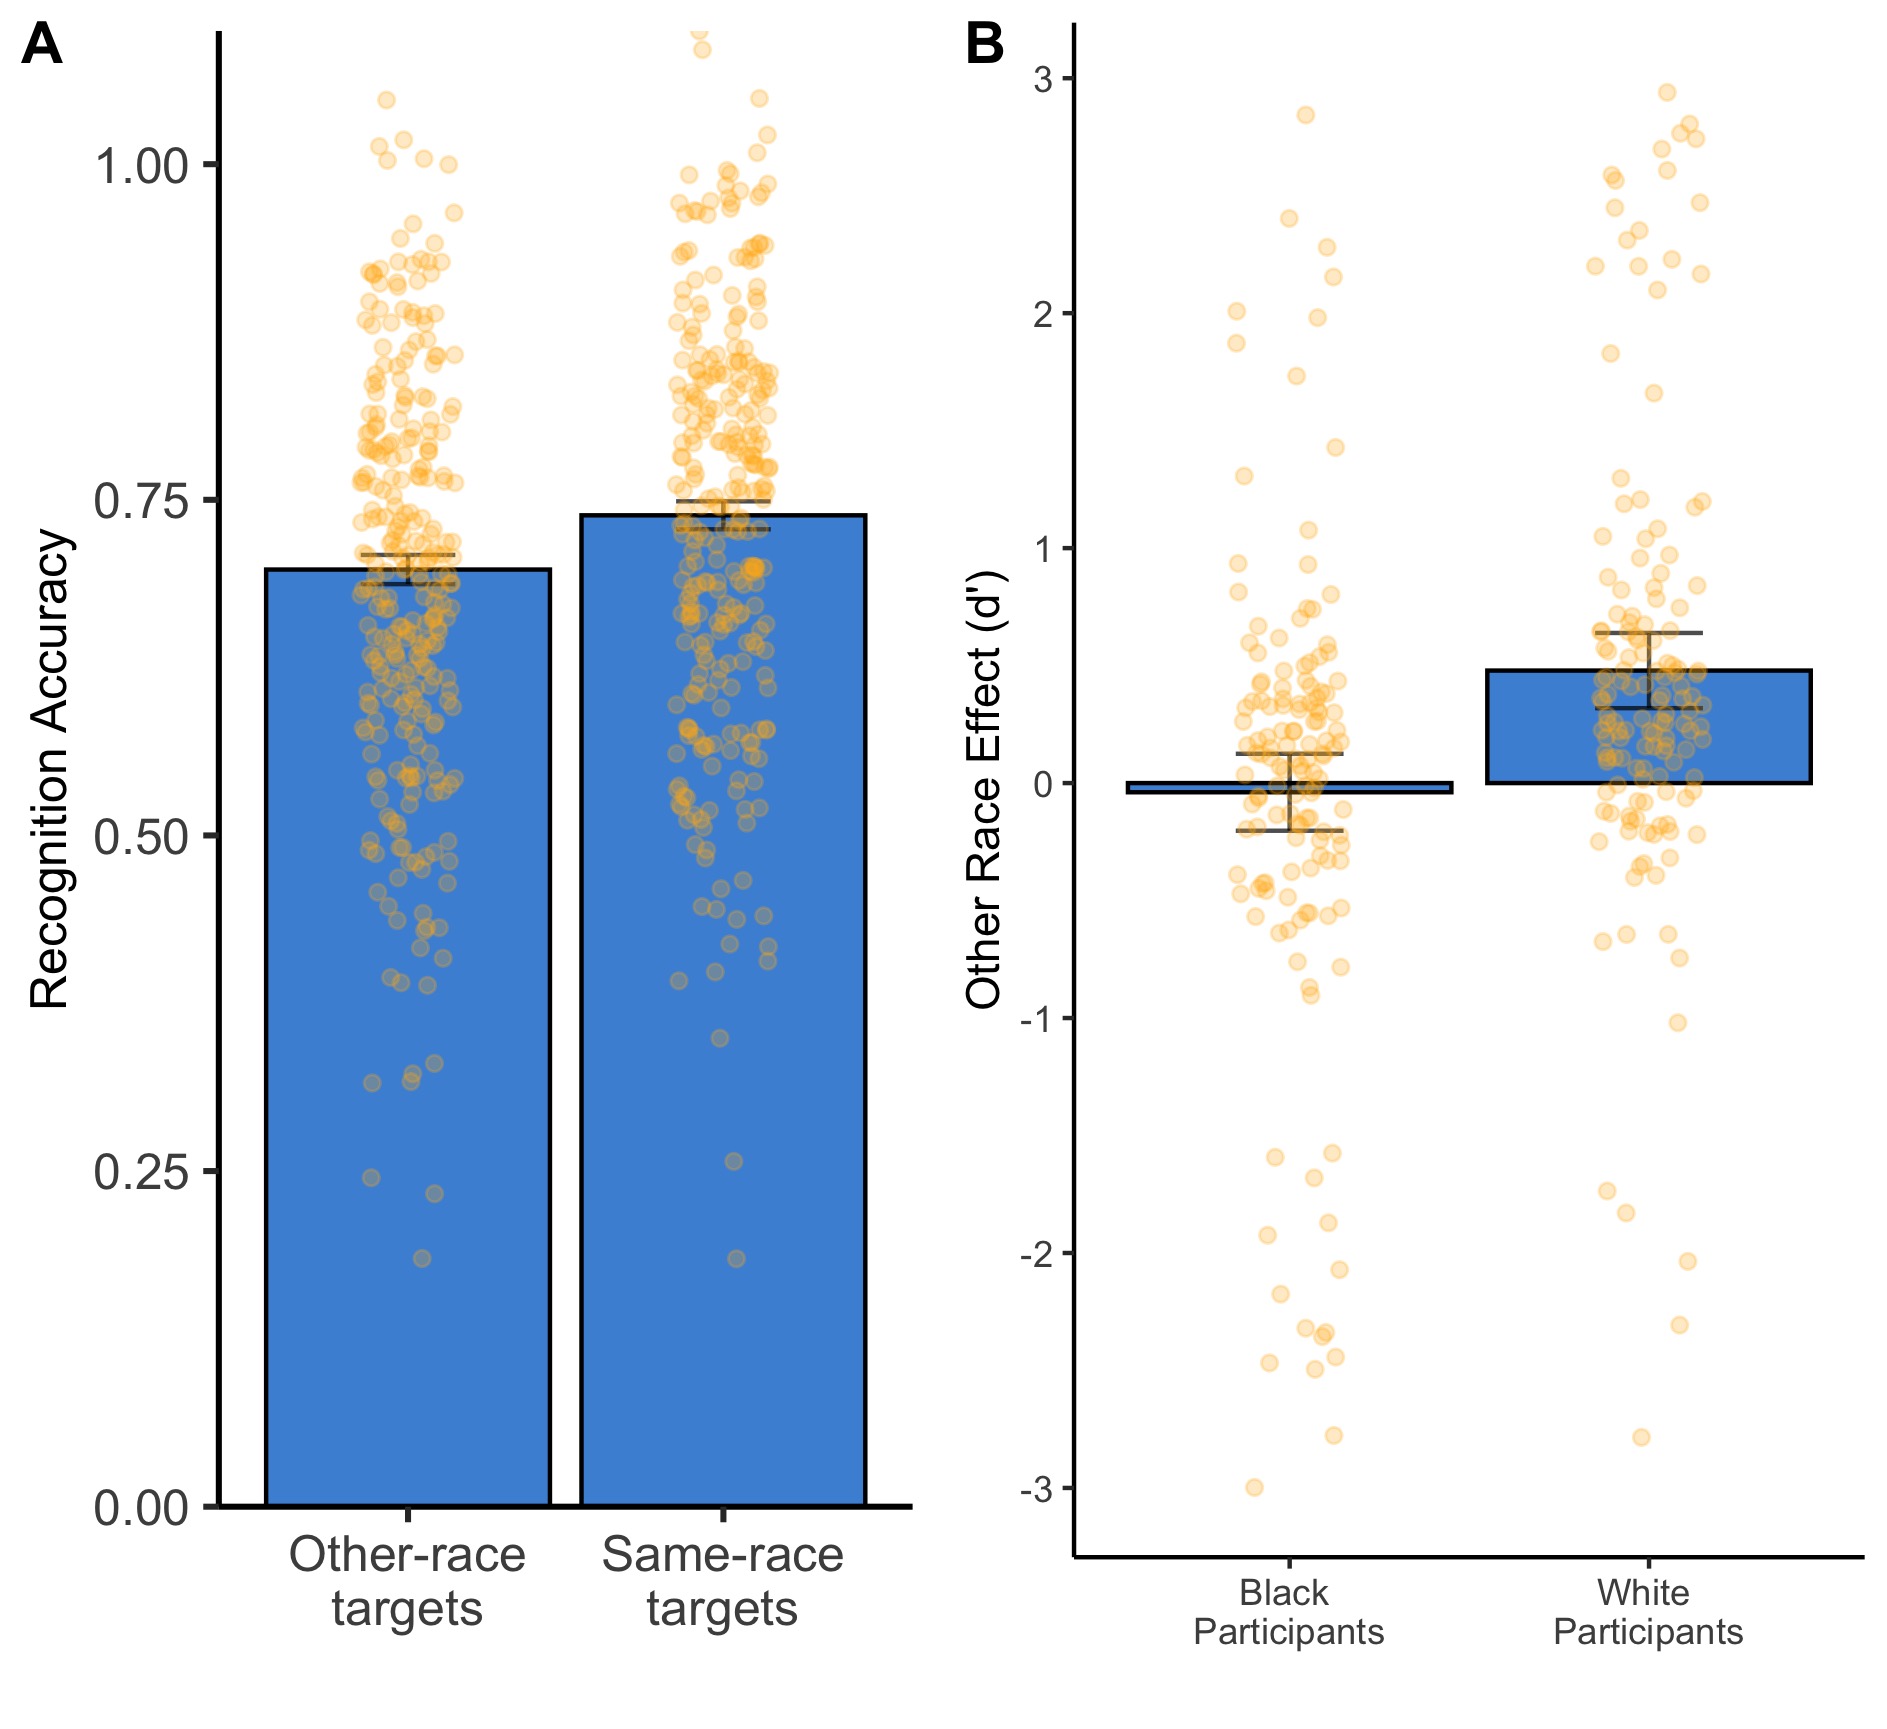 A
Recognition Accuracy
1.00
0.75
0.50
0.25
0.00
Other-race
targets
Same-race
targets
B
Other Race Effect (d')
3
2
1
0
-1
-2
-3
Black
Participants
White
Participants